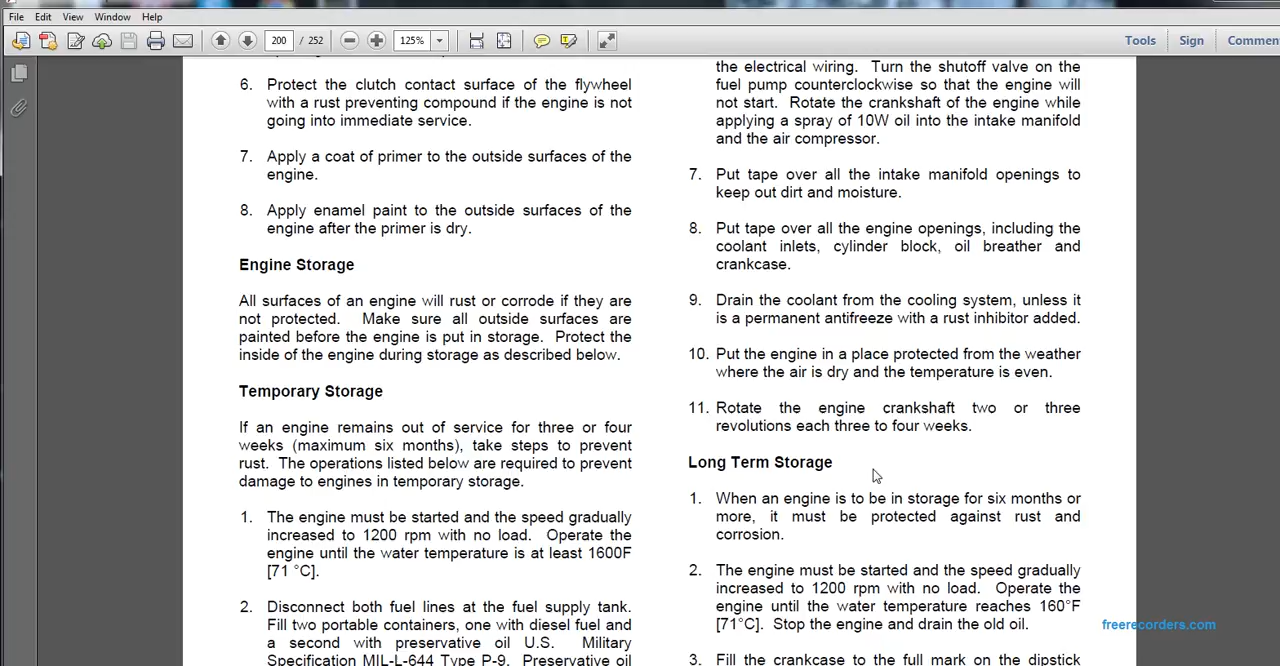 File Edit View Window Help
200 / 252 125% Tools Sign Commen
6. Protect the clutch contact surface of the flywheel
with a rust preventing compound if the engine is not
going into immediate service.
7. Apply a coat of primer to the outside surfaces of the
engine.
8. Apply enamel paint to the outside surfaces of the
engine after the primer is dry.
Engine Storage
All surfaces of an engine will rust or corrode if they are
not protected. Make sure all outside surfaces are
painted before the engine is put in storage. Protect the
inside of the engine during storage as described below.
Temporary Storage
If an engine remains out of service for three or four
weeks (maximum six months), take steps to prevent
rust. The operations listed below are required to prevent
damage to engines in temporary storage.
1. The engine must be started and the speed gradually
increased to 1200 rpm with no load. Operate the
engine until the water temperature is at least 1600F
[71 °C].
2. Disconnect both fuel lines at the fuel supply tank.
Fill two portable containers, one with diesel fuel and
a second with preservative oil U.S. Military
Specification MIL-L-644 Type P-9. Preservative oil
the electrical wiring. Turn the shutoff valve on the
fuel pump counterclockwise so that the engine will
not start. Rotate the crankshaft of the engine while
applying a spray of 10W oil into the intake manifold
and the air compressor.
7. Put tape over all the intake manifold openings to
keep out dirt and moisture.
8. Put tape over all the engine openings, including the
coolant inlets, cylinder block, oil breather and
crankcase.
9. Drain the coolant from the cooling system, unless it
is a permanent antifreeze with a rust inhibitor added.
10. Put the engine in a place protected from the weather
where the air is dry and the temperature is even.
11. Rotate the engine crankshaft two or three
revolutions each three to four weeks.
Long Term Storage
1. When an engine is to be in storage for six months or
more, it must be protected against rust and
corrosion.
2. The engine must be started and the speed gradually
increased to 1200 rpm with no load. Operate the
engine until the water temperature reaches 160°F
[71°C]. Stop the engine and drain the old oil.
3. Fill the crankcase to the full mark on the dipstick
freerecorders.com